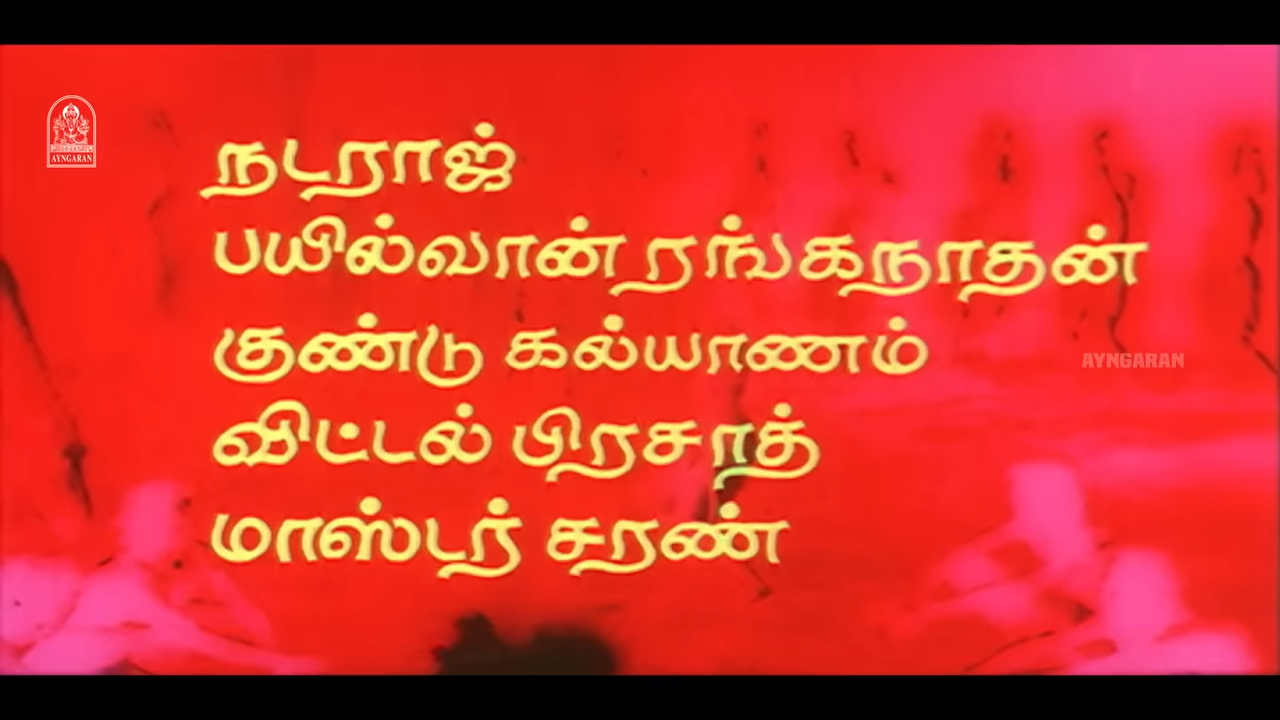 AYNGARAN
நடராஜ்
பயில்வான் ரங்கநாதன்
குண்டு கல்யாணம்
AYNGARAN
விட்டல் பிரசாத்
மாஸ்டர் சரண்